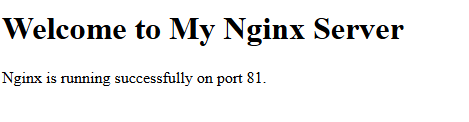 Welcome to My Nginx Server
Nginx is running successfully on port 81.